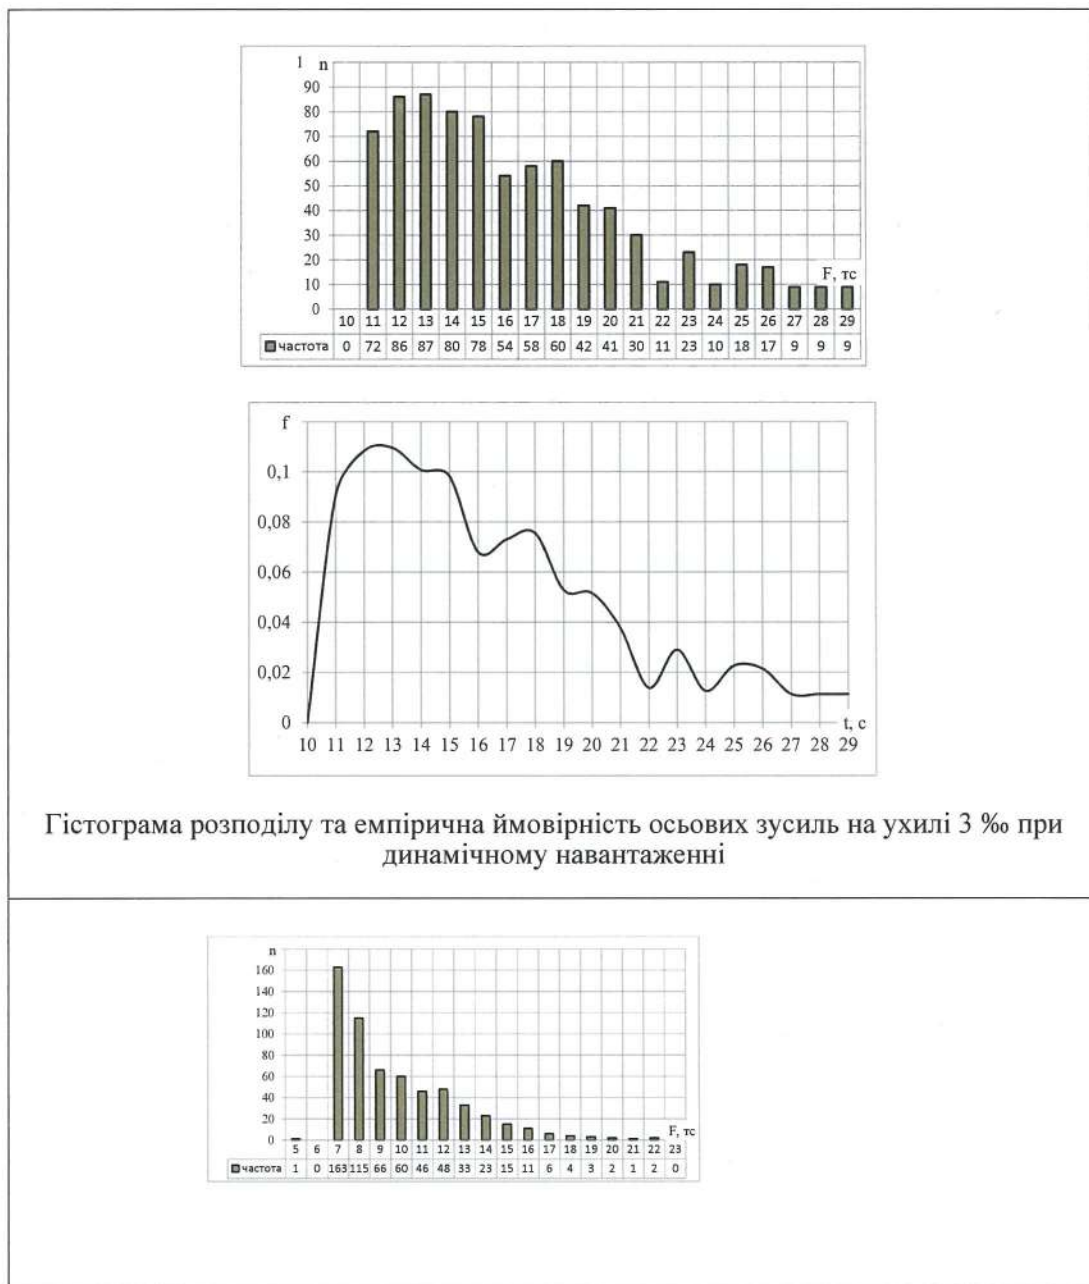 1 n
90
80
70
60
50
40
30
20
10
0
F, тс
10 11 12 13 14 15 16 17 18 19 20 21 22 23 24 25 26 27 28 29
частота 0 72 86 87 80 78 54 58 60 42 41 30 11 23 10 18 17 9 9 9
f
0,1
0,08
0,06
0,04
0,02
0
t, с
10 11 12 13 14 15 16 17 18 19 20 21 22 23 24 25 26 27 28 29
Гістограма розподілу та емпірична ймовірність осьових зусиль на ухилі 3 ‰ при
динамічному навантаженні
n
160
140
120
100
80
60
40
20
0
F, тс
5 6 7 8 9 10 11 12 13 14 15 16 17 18 19 20 21 22 23
частота 1 0 163 115 66 60 46 48 33 23 15 11 6 4 3 2 1 2 0